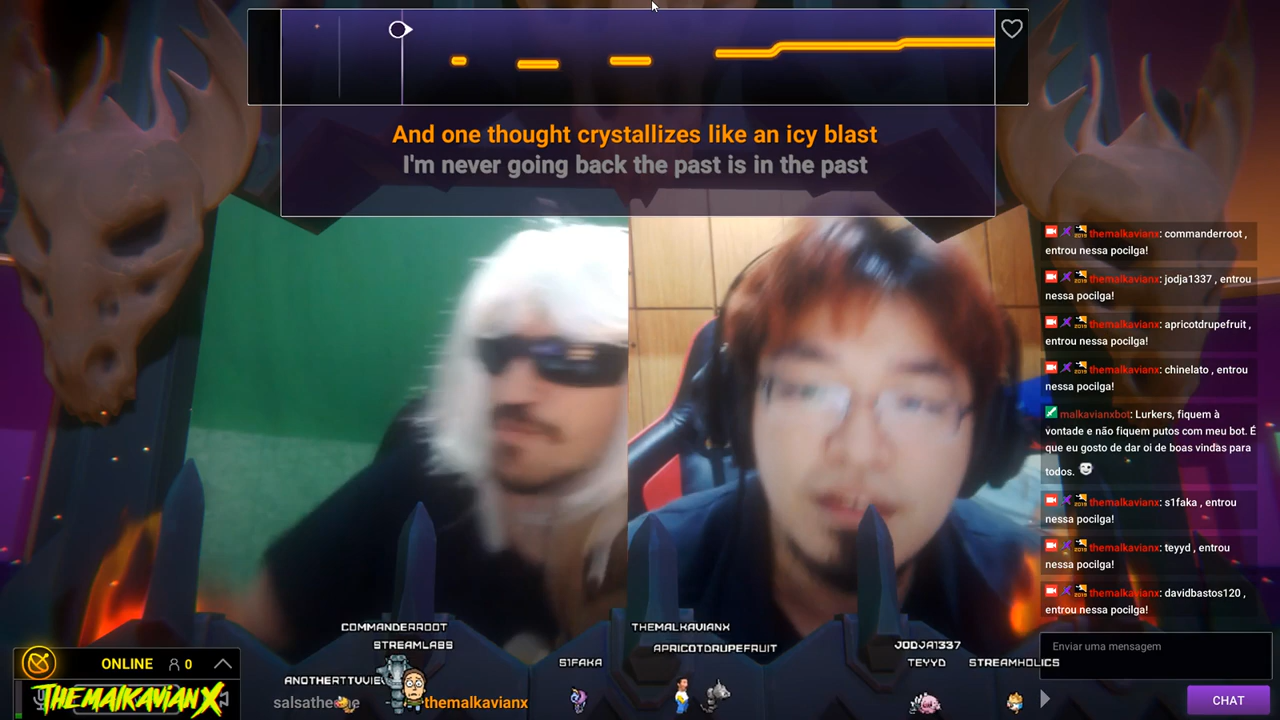 And one thought crystallizes like an icy blast
I'm never going back the past is in the past
themalkavianx: commanderroot ,
entrou nessa pocilga!
themalkavianx: jodja1337 , entrou
nessa pocilga!
themalkavianx: apricotdrupefruit ,
entrou nessa pocilga!
themalkavianx: chinelato , entrou
nessa pocilga!
malkavianxbot: Lurkers, fiquem à
vontade e não fiquem putos com meu bot. É
que eu gosto de dar oi de boas vindas para
todos.
themalkavianx: s1faka , entrou
nessa pocilga!
themalkavianx: teyyd , entrou
nessa pocilga!
themalkavianx: davidbastos120 ,
entrou nessa pocilga!
Enviar uma mensagem
CHAT
COMMANDERROOT
STREAMLABS
THEMALKAVIANX
APRICOTDRUPEFRUIT
JODJA1337
S1FAKA
TEYYD
STREAMHOLICS
ONLINE 0
THEMALKAVIANX
themalkavianx